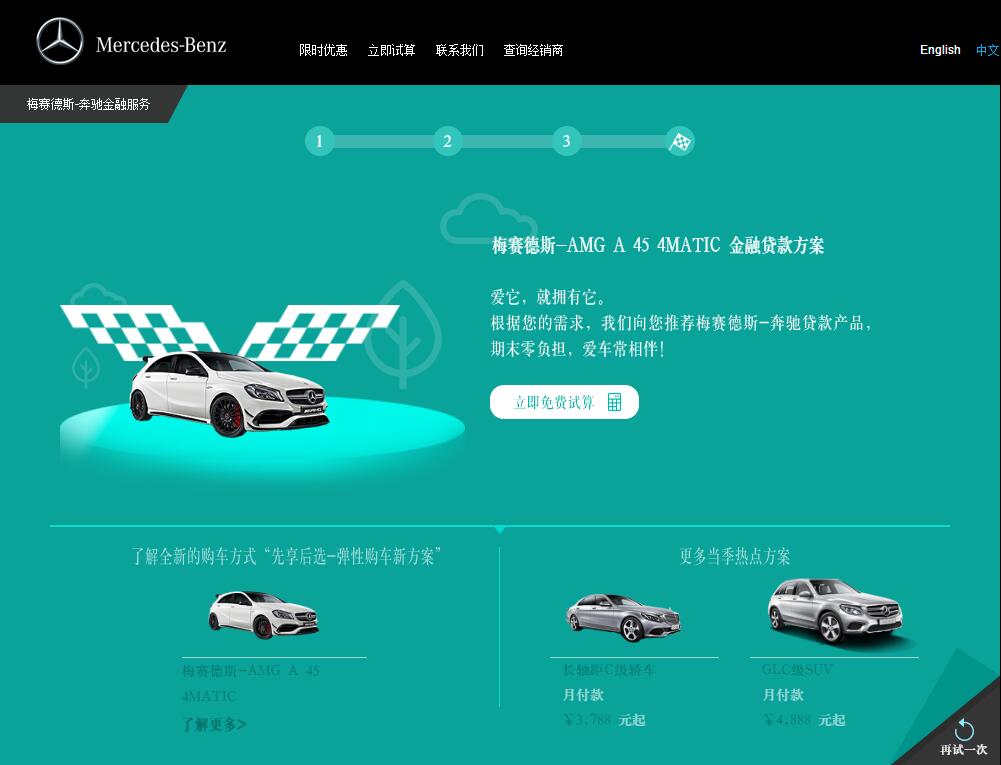 Mercedes-Benz
限时优惠 立即试算 联系我们 查询经销商
English 中文
梅赛德斯-奔驰金融服务
1 2 3
梅赛德斯-AMG A 45 4MATIC 金融贷款方案
爱它，就拥有它。
根据您的需求，我们向您推荐梅赛德斯-奔驰贷款产品，
期末零负担，爱车常相伴！
立即免费试算
了解全新的购车方式“先享后选-弹性购车新方案”
梅赛德斯-AMG A 45
4MATIC
了解更多>
更多当季热点方案
长轴距C级轿车
月付款
￥3,788 元起
GLC级SUV
月付款
￥4,888 元起
再试一次